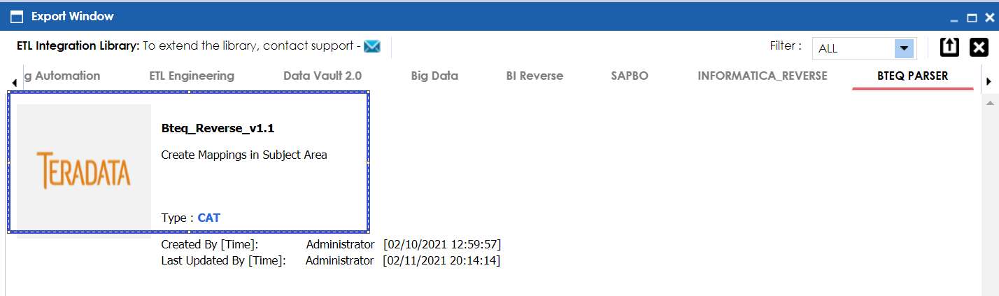 Export Window
ETL Integration Library: To extend the library, contact support -
Filter : ALL
g Automation ETL Engineering Data Vault 2.0 Big Data BI Reverse SAPBO INFORMATICA_REVERSE BTEQ PARSER
TERADATA
Bteq_Reverse_v1.1
Create Mappings in Subject Area
Type : CAT
Created By [Time]: Administrator [02/10/2021 12:59:57]
Last Updated By [Time]: Administrator [02/11/2021 20:14:14]